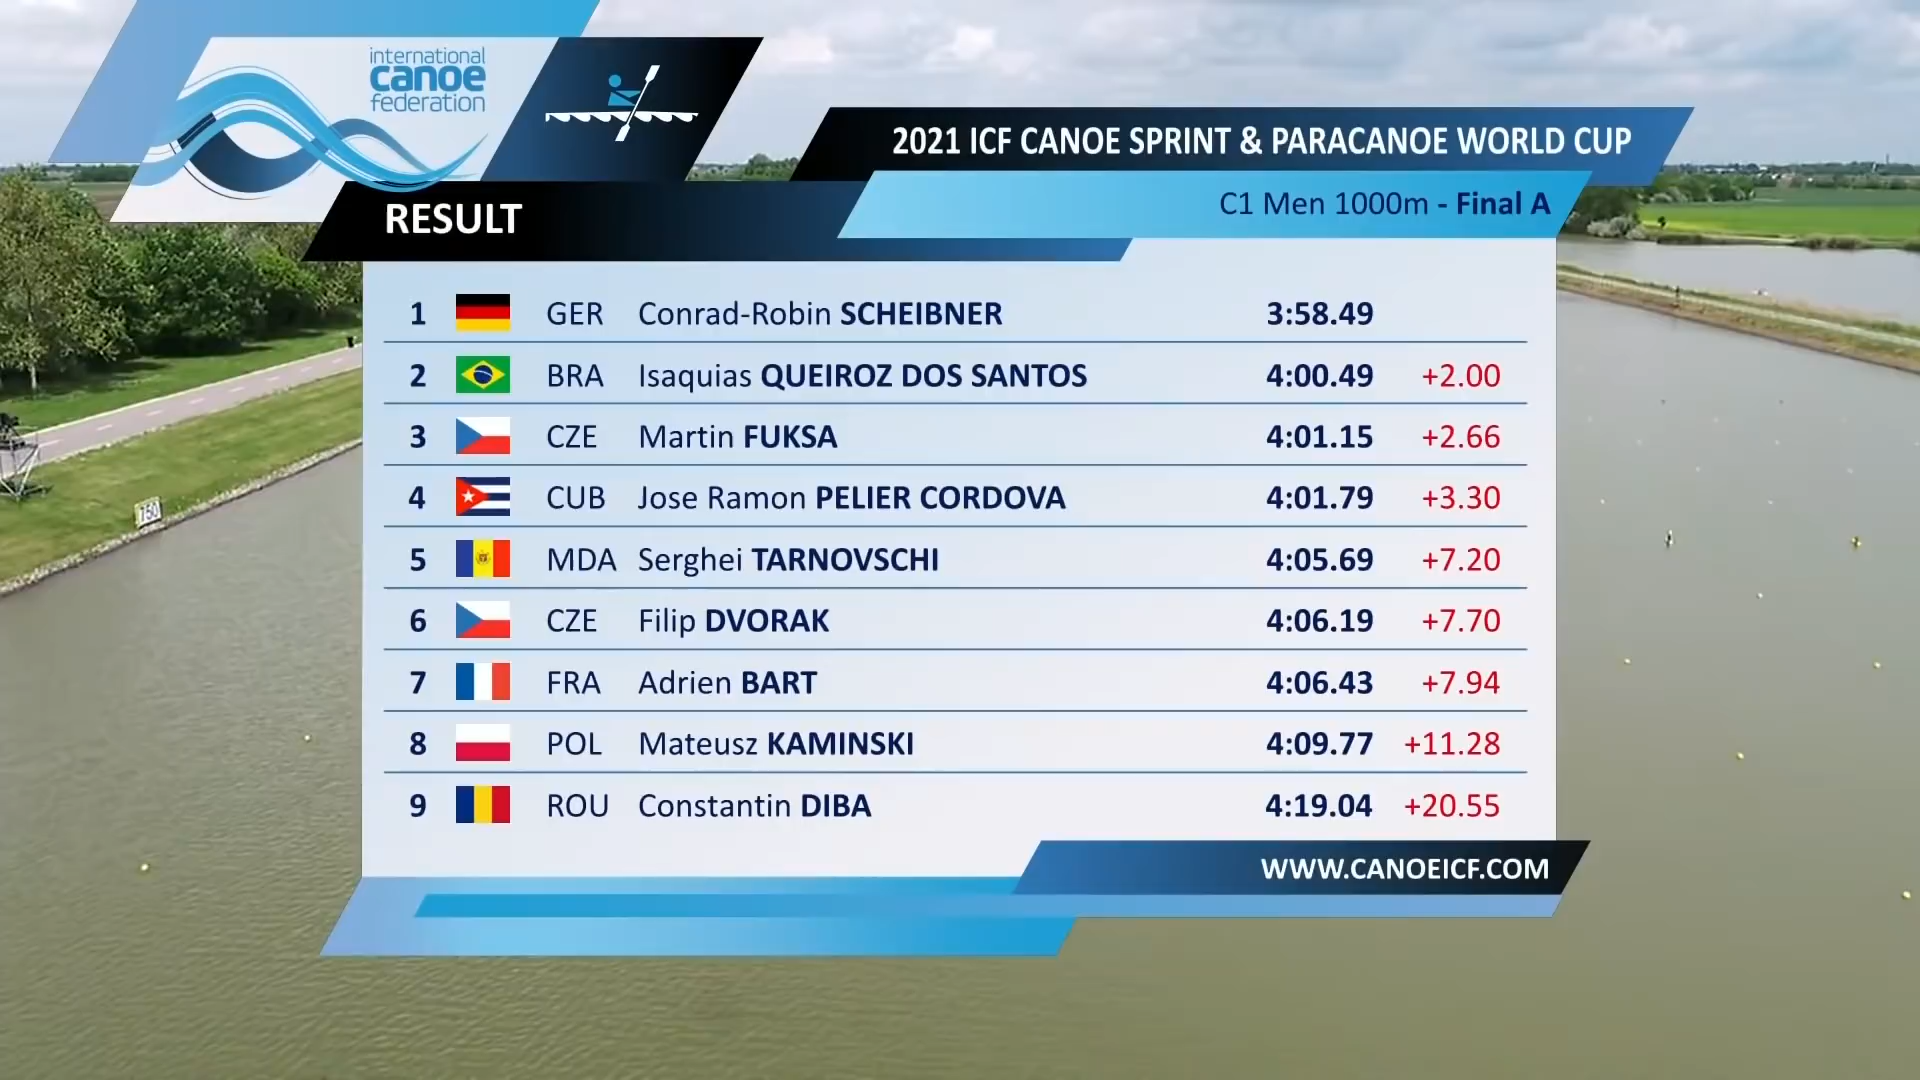 international
canoe
federation
2021 ICF CANOE SPRINT & PARACANOE WORLD CUP
C1 Men 1000m - Final A
RESULT
1 GER Conrad-Robin SCHEIBNER 3:58.49
2 BRA Isaquias QUEIROZ DOS SANTOS 4:00.49 +2.00
3 CZE Martin FUKSA 4:01.15 +2.66
4 CUB Jose Ramon PELIER CORDOVA 4:01.79 +3.30
5 MDA Serghei TARNOVSCHI 4:05.69 +7.20
6 CZE Filip DVORAK 4:06.19 +7.70
7 FRA Adrien BART 4:06.43 +7.94
8 POL Mateusz KAMINSKI 4:09.77 +11.28
9 ROU Constantin DIBA 4:19.04 +20.55
750
WWW.CANOEICF.COM